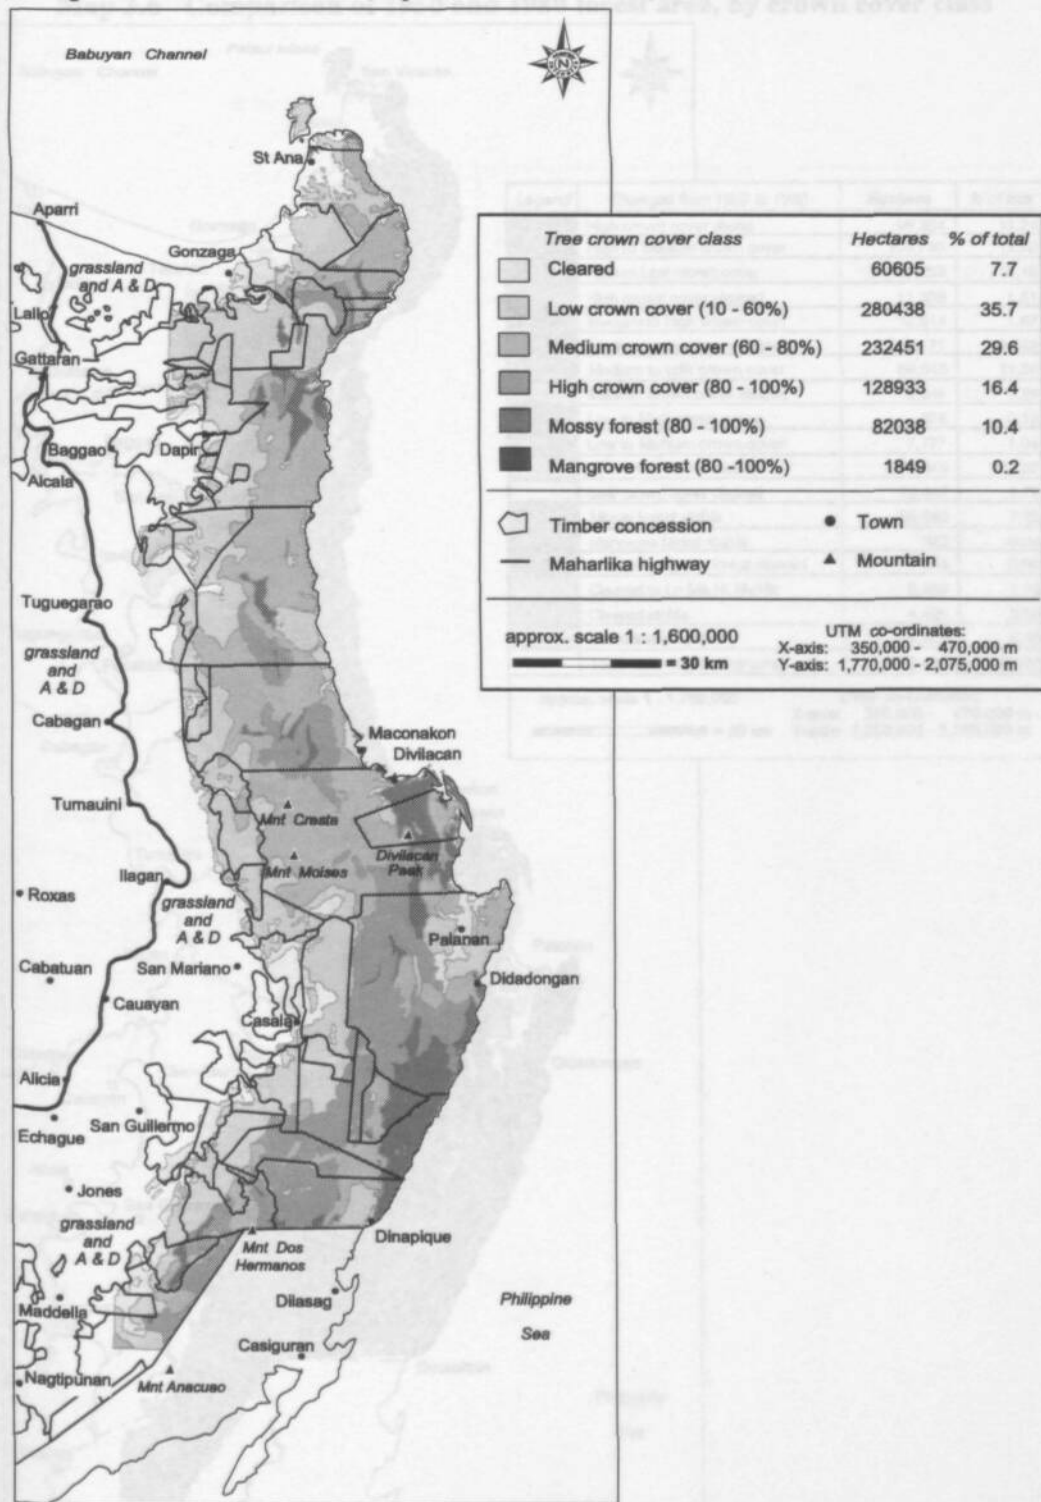 Babuyan Channel
St Ana
Aparri
Gonzaga
grassland
and A & D
Lallo
Gattaran
Baggao
Dapir
Alcala
Tuguegarao
grassland
and
A & D
Cabagan
Maconakon
Divilacan
Tumauini
Mnt Cresta
Divilacan
Peak
Mnt Moises
Ilagan
Roxas
grassland
and
A & D
Palanan
Cabatuan
San Mariano
Didadongan
Cauayan
Casala
Alicia
Echague
San Guillermo
Jones
grassland
and
A & D
Dinapique
Mnt Dos
Hermanos
Dilasag
Maddella
Philippine
Sea
Casiguran
Nagtipunan
Mnt Anacuao
Tree crown cover class Hectares % of total
Cleared 60605 7.7
Low crown cover (10 - 60%) 280438 35.7
Medium crown cover (60 - 80%) 232451 29.6
High crown cover (80 - 100%) 128933 16.4
Mossy forest (80 - 100%) 82038 10.4
Mangrove forest (80 -100%) 1849 0.2
Timber concession
Town
Maharlika highway
Mountain
approx. scale 1 : 1,600,000
= 30 km
UTM co-ordinates:
X-axis: 350,000 - 470,000 m
Y-axis: 1,770,000 - 2,075,000 m